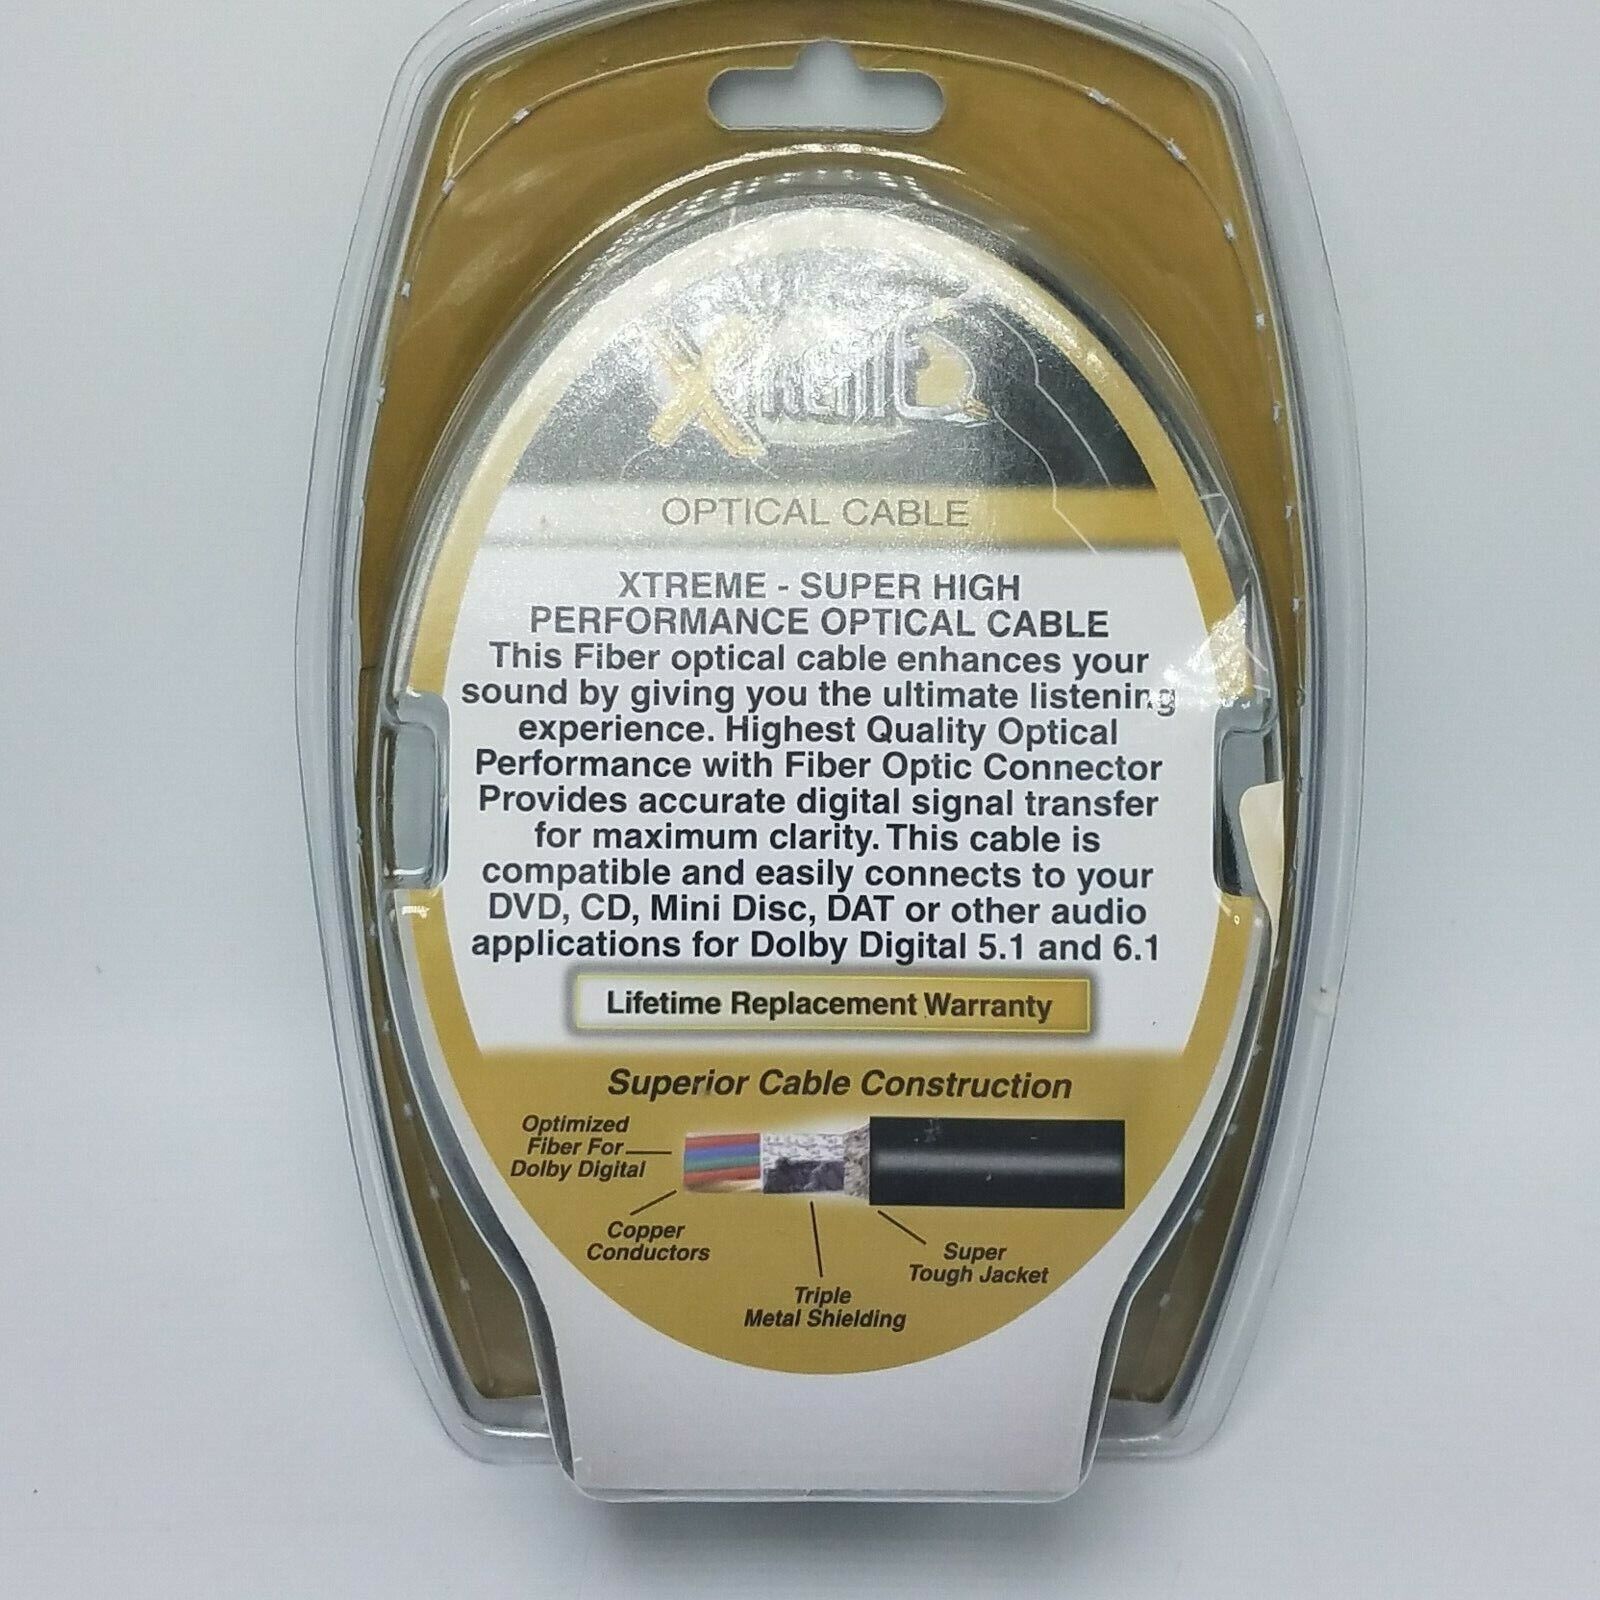 XTREME
OPTICAL CABLE
XTREME - SUPER HIGH
PERFORMANCE OPTICAL CABLE
This Fiber optical cable enhances your
sound by giving you the ultimate listening
experience. Highest Quality Optical
Performance with Fiber Optic Connector
Provides accurate digital signal transfer
for maximum clarity. This cable is
compatible and easily connects to your
DVD, CD, Mini Disc, DAT or other audio
applications for Dolby Digital 5.1 and 6.1
Lifetime Replacement Warranty
Superior Cable Construction
Optimized
Fiber For
Dolby Digital
Copper
Conductors
Triple
Metal Shielding
Super
Tough Jacket